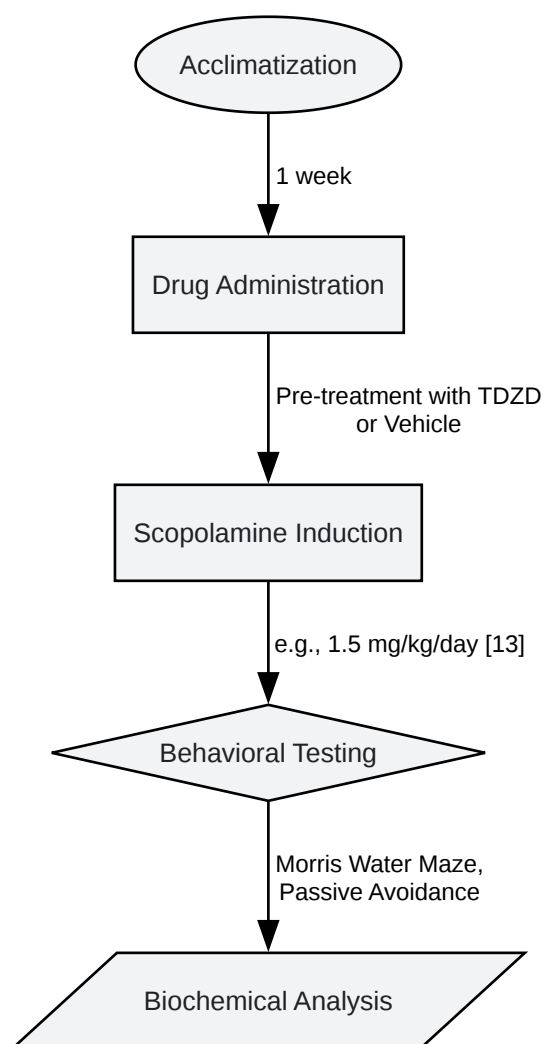 Acclimatization
1 week
Drug Administration
Pre-treatment with TDZD
or Vehicle
Scopolamine Induction
e.g., 1.5 mg/kg/day [13]
Behavioral Testing
Morris Water Maze,
Passive Avoidance
Biochemical Analysis